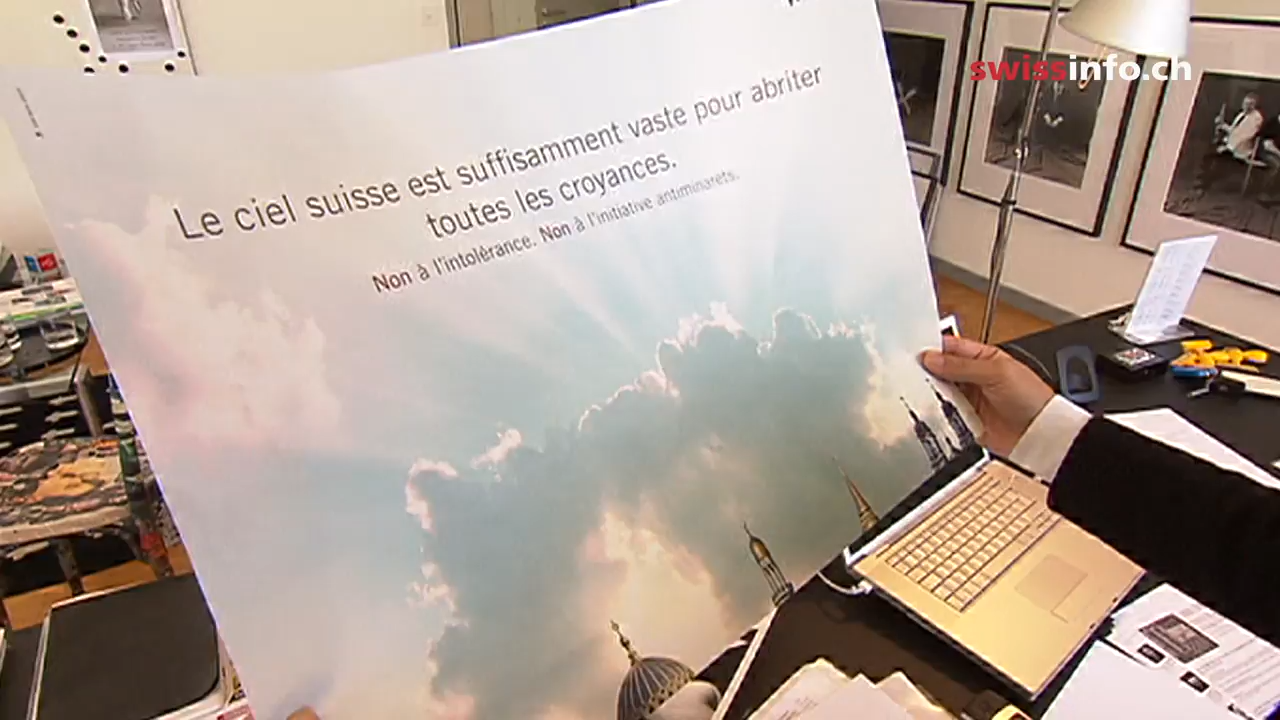 swissinfo.ch
Le ciel suisse est suffisamment vaste pour abriter
toutes les croyances.
Non à l'intolérance. Non à l'initiative antiminarets.